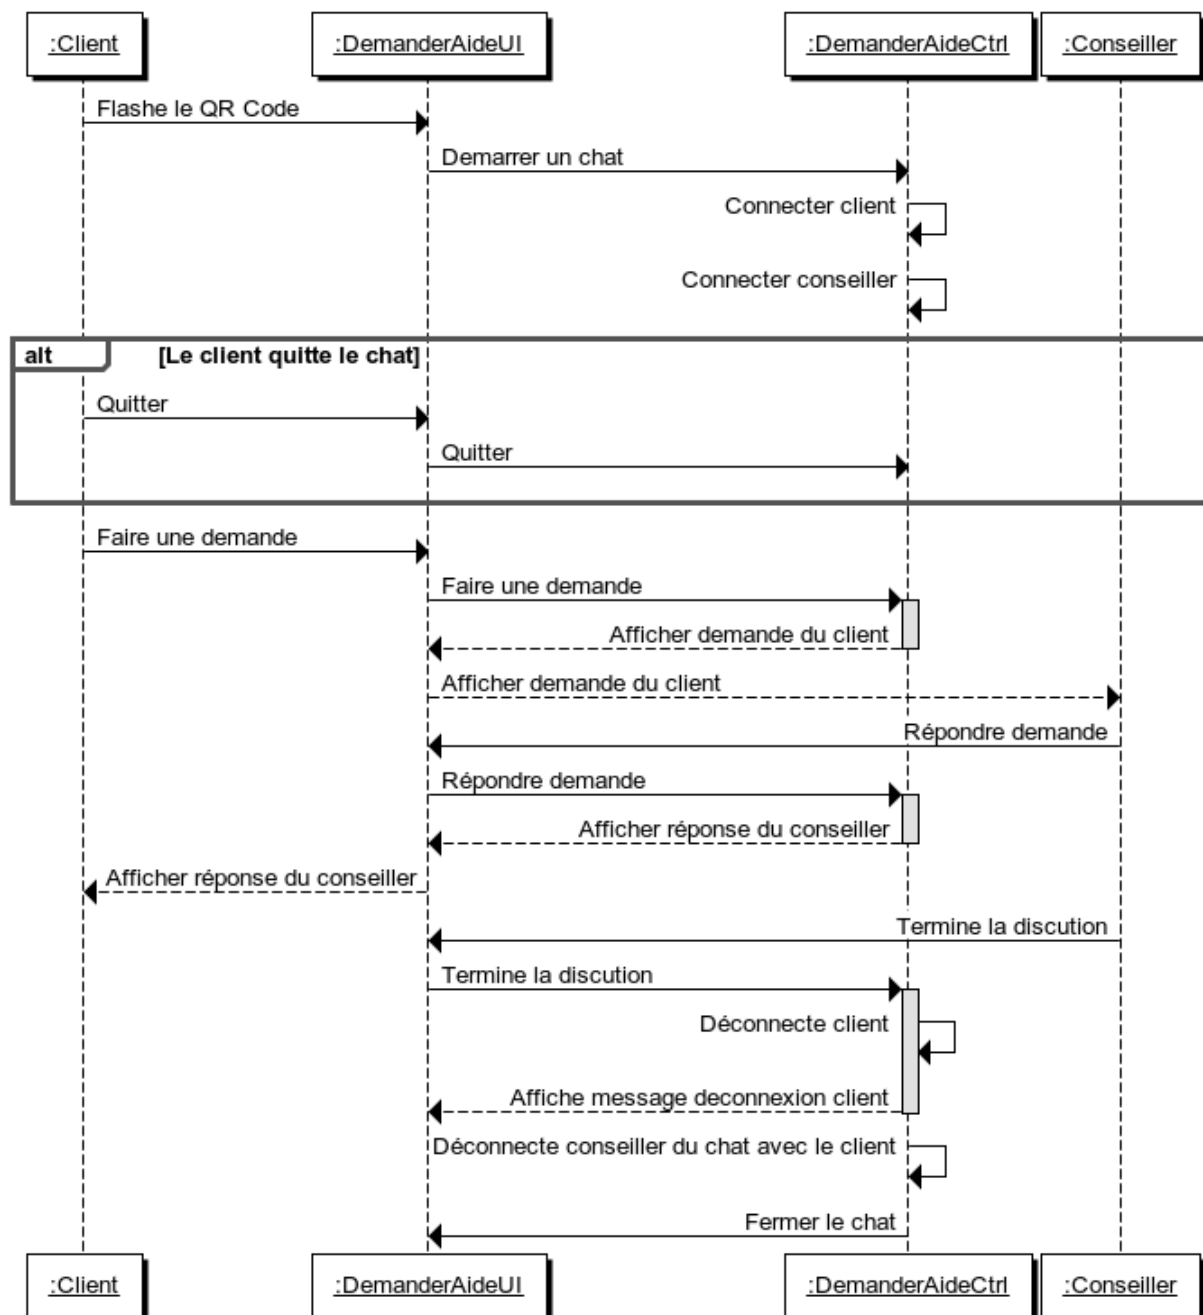 :Client
:DemanderAideUI
:DemanderAideCtrl
:Conseiller
Flashe le QR Code
Demarrer un chat
Connecter client
Connecter conseiller
alt
[Le client quitte le chat]
Quitter
Quitter
Faire une demande
Faire une demande
Afficher demande du client
Afficher demande du client
Répondre demande
Répondre demande
Afficher réponse du conseiller
Afficher réponse du conseiller
Termine la discution
Termine la discution
Déconnecte client
Affiche message deconnexion client
Déconnecte conseiller du chat avec le client
Fermer le chat
:Client
:DemanderAideUI
:DemanderAideCtrl
:Conseiller